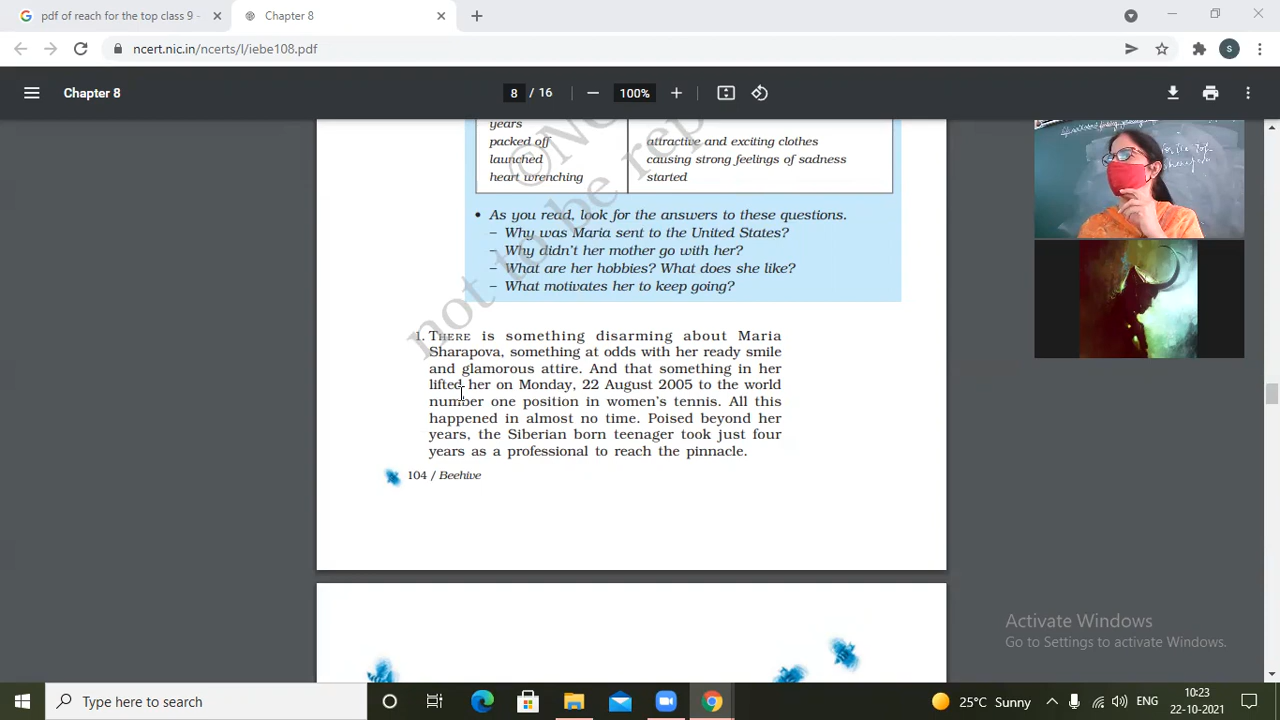 pdf of reach for the top class 9 -
Chapter 8
ncert.nic.in/ncerts/l/iebe108.pdf
S
Chapter 8
8 / 16
100%
years
packed off
attractive and exciting clothes
launched
causing strong feelings of sadness
heart wrenching
started
• As you read, look for the answers to these questions.
– Why was Maria sent to the United States?
– Why didn't her mother go with her?
– What are her hobbies? What does she like?
– What motivates her to keep going?
not to be rep
1. THERE is something disarming about Maria
Sharapova, something at odds with her ready smile
and glamorous attire. And that something in her
lifted her on Monday, 22 August 2005 to the world
number one position in women's tennis. All this
happened in almost no time. Poised beyond her
years, the Siberian born teenager took just four
years as a professional to reach the pinnacle.
104 / Beehive
Activate Windows
Go to Settings to activate Windows.
Type here to search
25°C Sunny
ENG
10:23
22-10-2021